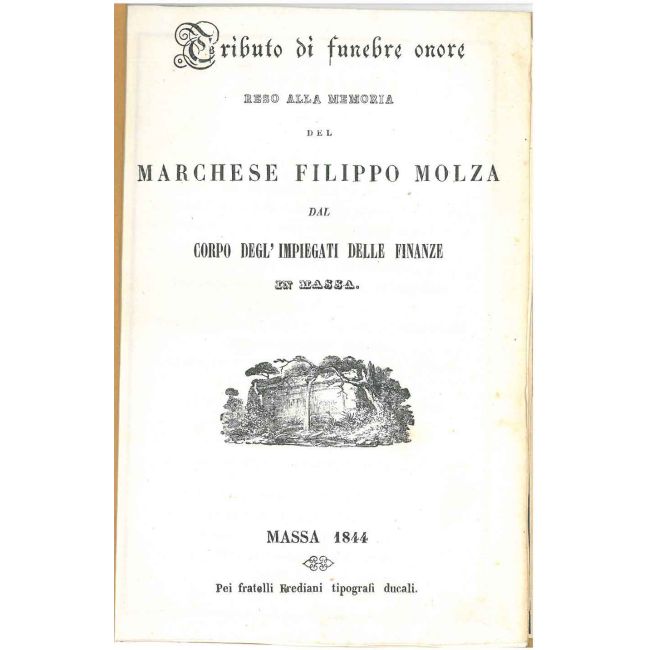 Tributo di funebre onore
RESO ALLA MEMORIA
DEL
MARCHESE FILIPPO MOLZA
DAL
CORPO DEGL' IMPIEGATI DELLE FINANZE
IN MASSA.
MASSA 1844
Pei fratelli Frediani tipografi ducali.